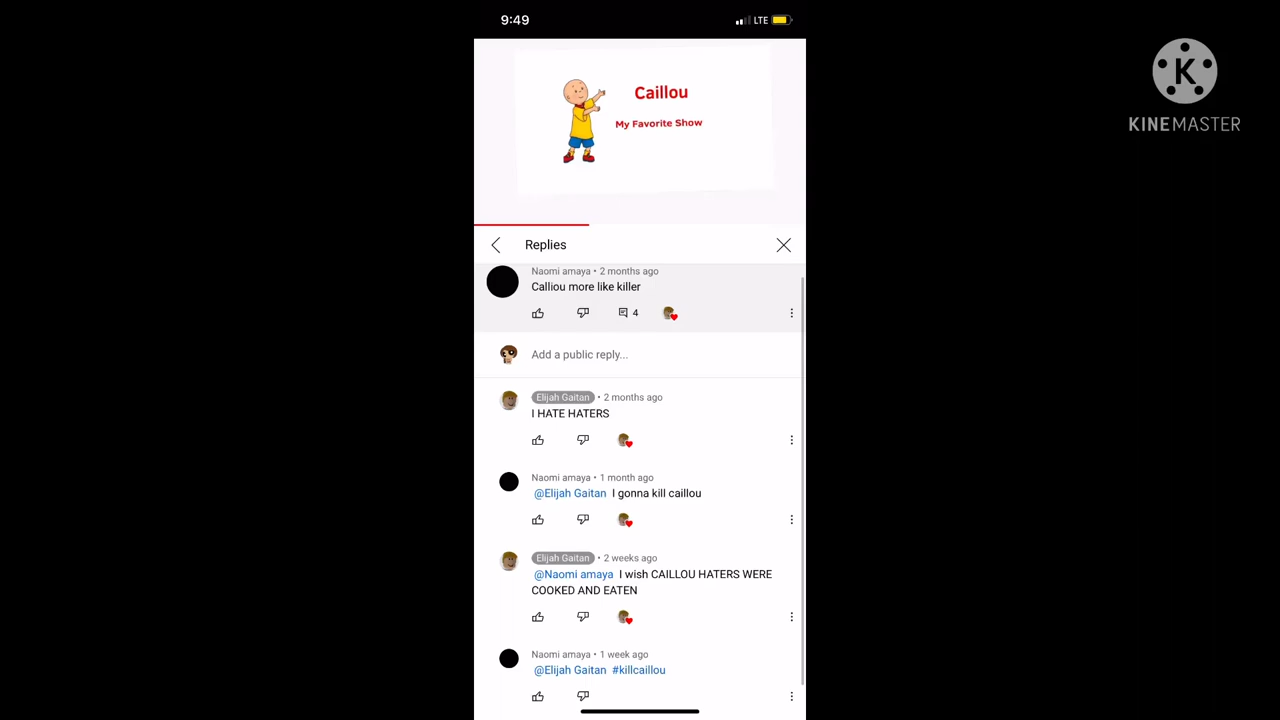 9:49
LTE
Caillou
My Favorite Show
K
KINEMASTER
Replies
Naomi amaya • 2 months ago
Calliou more like killer
4
Add a public reply...
Elijah Gaitan • 2 months ago
I HATE HATERS
Naomi amaya • 1 month ago
@Elijah Gaitan I gonna kill caillou
Elijah Gaitan • 2 weeks ago
@Naomi amaya I wish CAILLOU HATERS WERE
COOKED AND EATEN
Naomi amaya • 1 week ago
@Elijah Gaitan #killcaillou